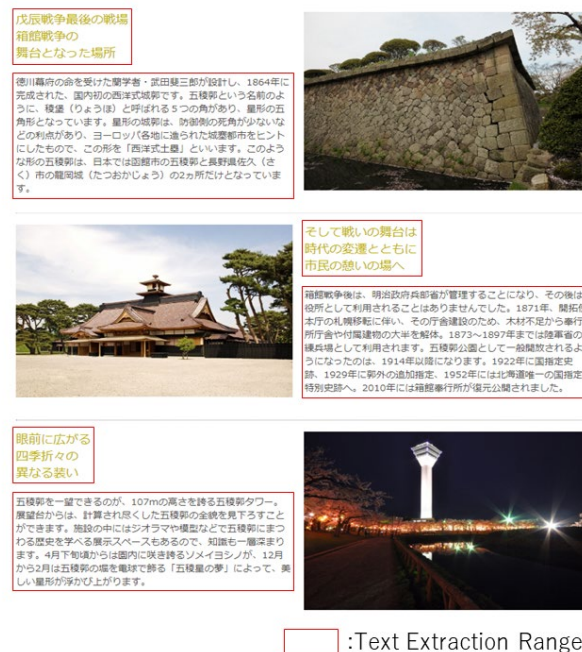 戊辰戦争最後の戦場
箱館戦争の
舞台となった場所
徳川幕府の命を受けた蘭学者・武田斐三郎が設計し、1864年に
完成された、国内初の西洋式城郭です。五稜郭という名前のよ
うに、稜堡（りょうほ）と呼ばれる５つの角があり、星形の五
角形となっています。星形の城郭は、防御側の死角が少ないな
どの利点があり、ヨーロッパ各地に造られた城塞都市をヒント
にしたもので、この形を「西洋式土塁」といいます。このよう
な形の五稜郭は、日本では函館市の五稜郭と長野県佐久（さ
く）市の龍岡城（たつおかじょう）の2ヵ所だけとなっていま
す。
そして戦いの舞台は
時代の変遷とともに
市民の憩いの場へ
箱館戦争後は、明治政府兵部省が管理することになり、その後は
役所として利用されることはありませんでした。1871年、開拓使
本庁の札幌移転に伴い、その庁舎建設のため、木材不足から奉行
所庁舎や付属建物の大半を解体。1873～1897年までは陸軍省の
練兵場として利用されます。五稜郭公園として一般開放されるよ
うになったのは、1914年以降になります。1922年に国指定史
跡、1929年に郭外の追加指定、1952年には北海道唯一の国指定
特別史跡へ。2010年には箱館奉行所が復元公開されました。
眼前に広がる
四季折々の
異なる装い
五稜郭を一望できるのが、107mの高さを誇る五稜郭タワー。
展望台からは、計算され尽くした五稜郭の全貌を見下ろすこと
ができます。施設の中にはジオラマや模型などで五稜郭にまつ
わる歴史を学べる展示スペースもあるので、知識も一層深まり
ます。4月下旬頃からは園内に咲き誇るソメイヨシノが、12月
から2月は五稜郭の堀を電球で飾る「五稜星の夢」によって、美
しい星形が浮かび上がります。
:Text Extraction Range